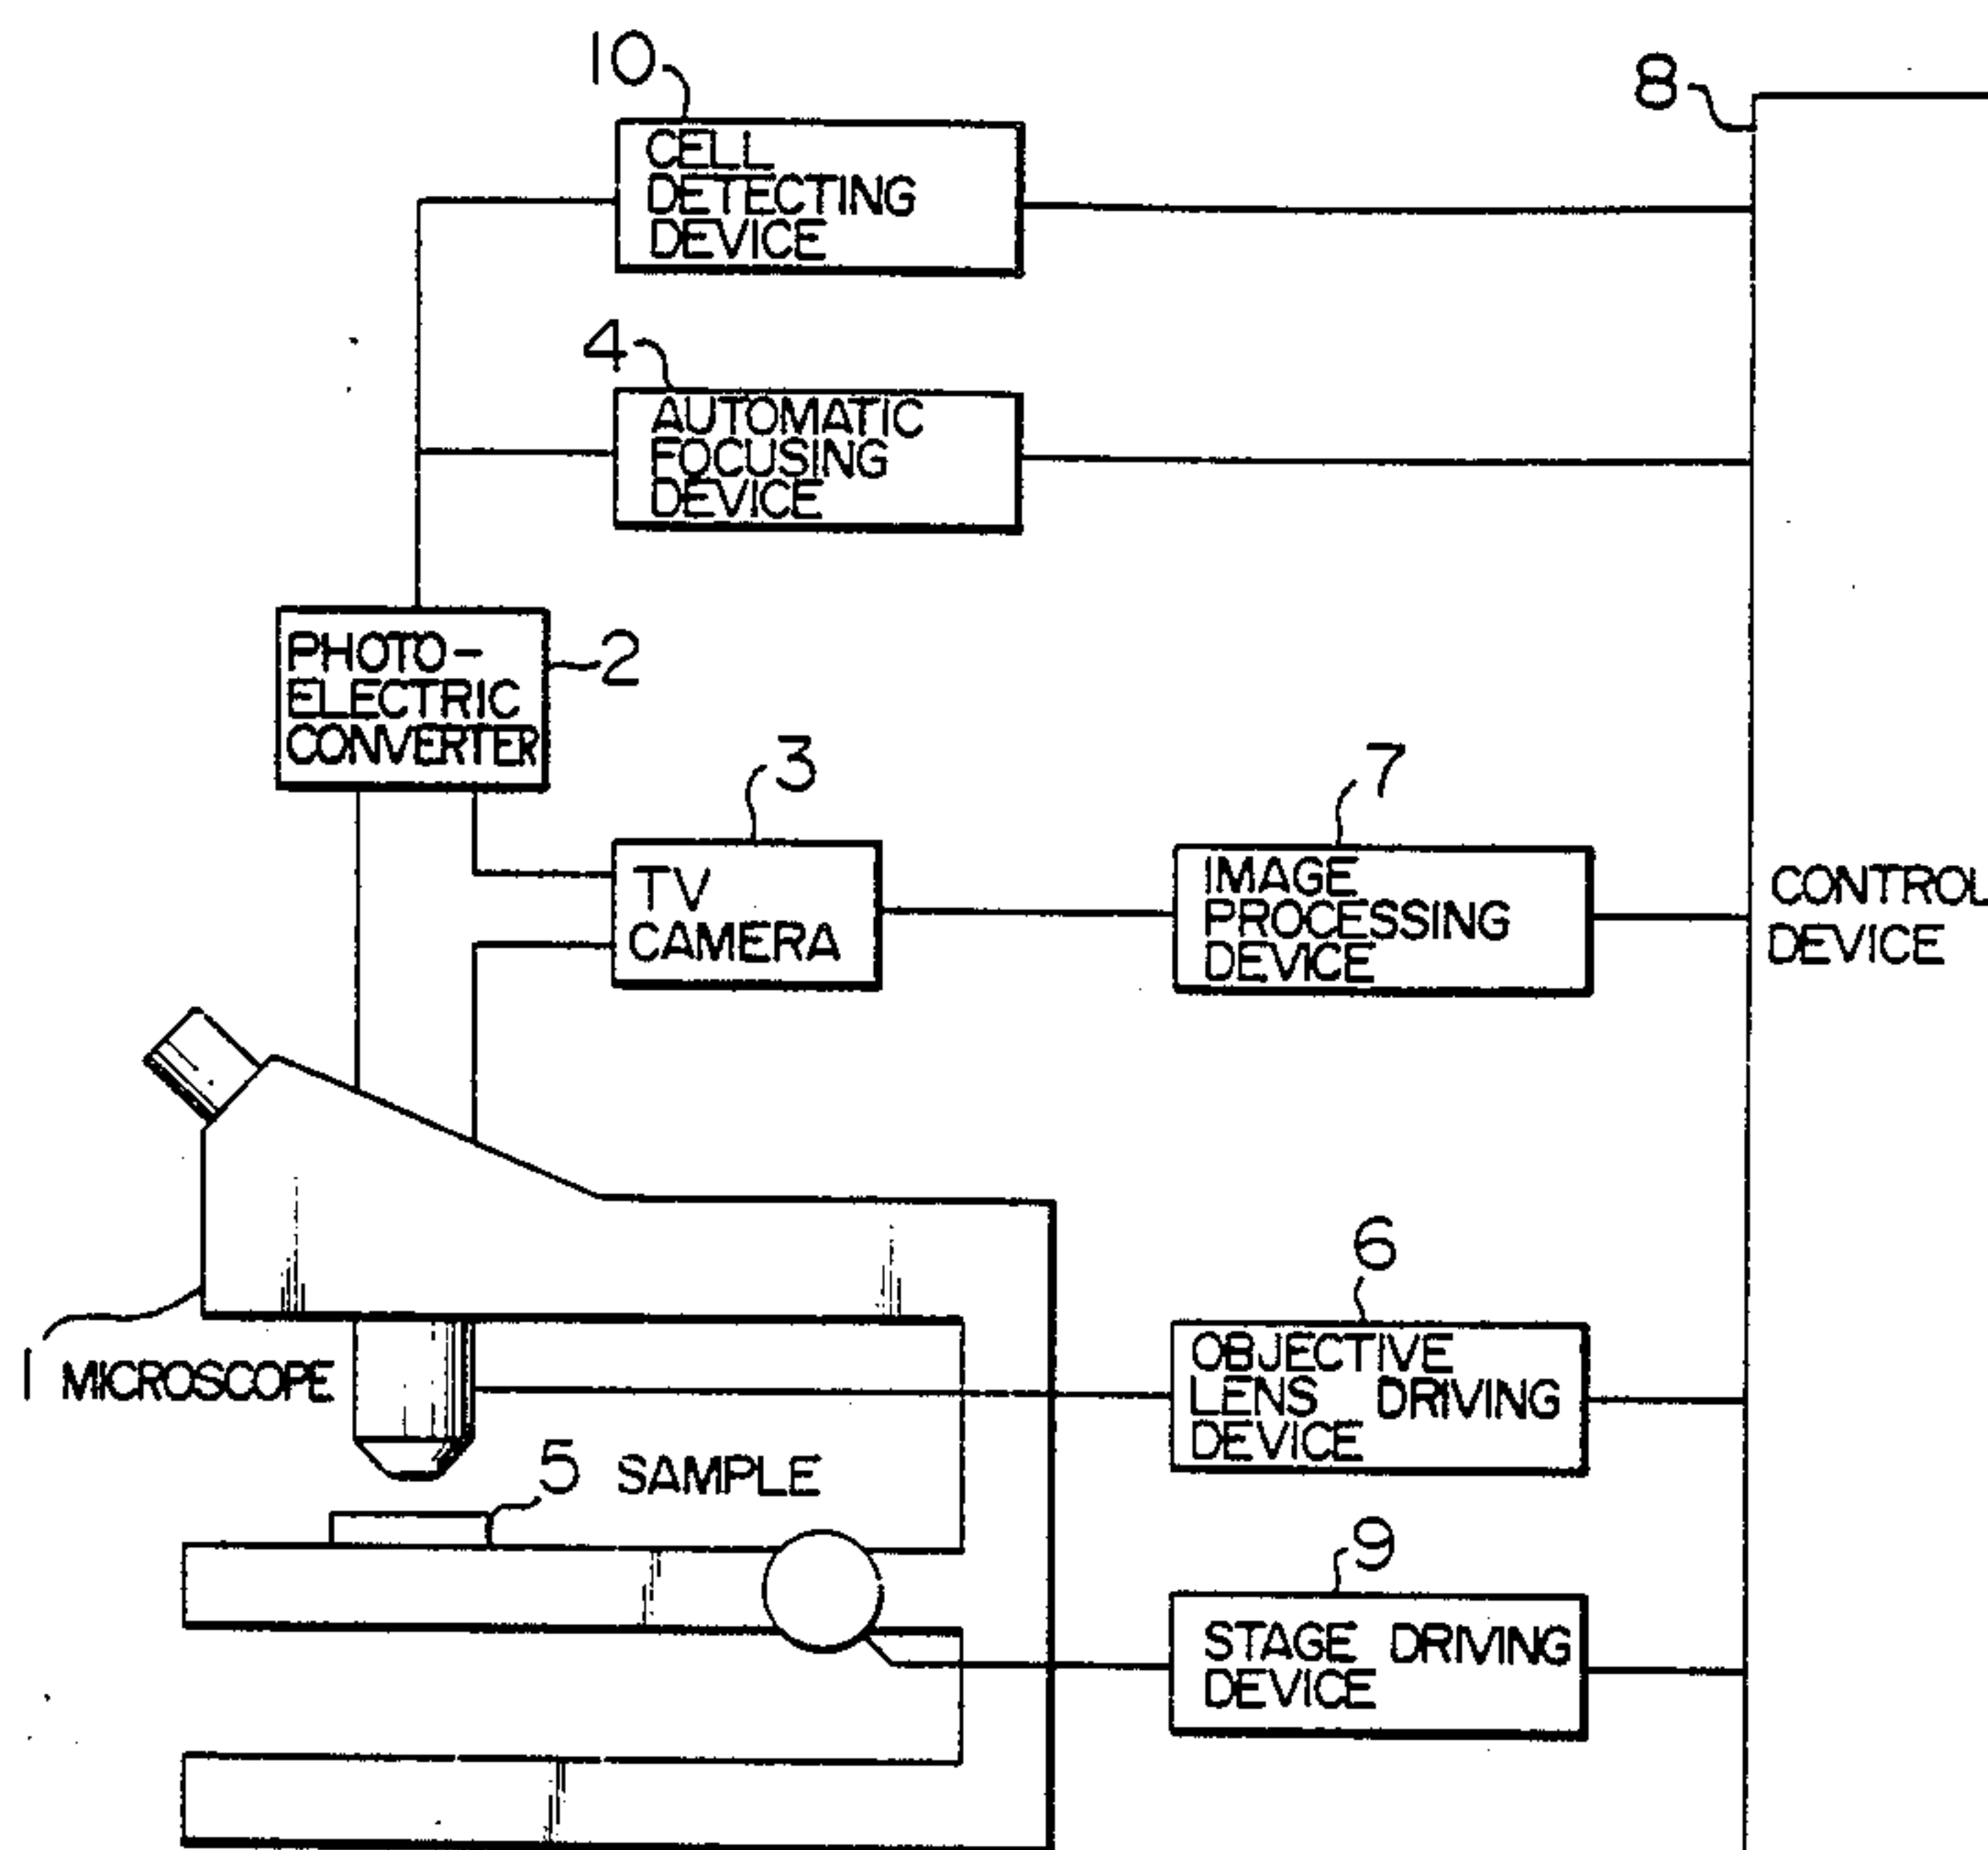 10
8
CELL
DETECTING
DEVICE
4
AUTOMATIC
FOCUSING
DEVICE
PHOTO-
ELECTRIC
CONVERTER
2
3
7
TV
CAMERA
IMAGE
PROCESSING
DEVICE
CONTROL
DEVICE
6
OBJECTIVE
LENS DRIVING
DEVICE
1 MICROSCOPE
5 SAMPLE
9
STAGE DRIVING
DEVICE